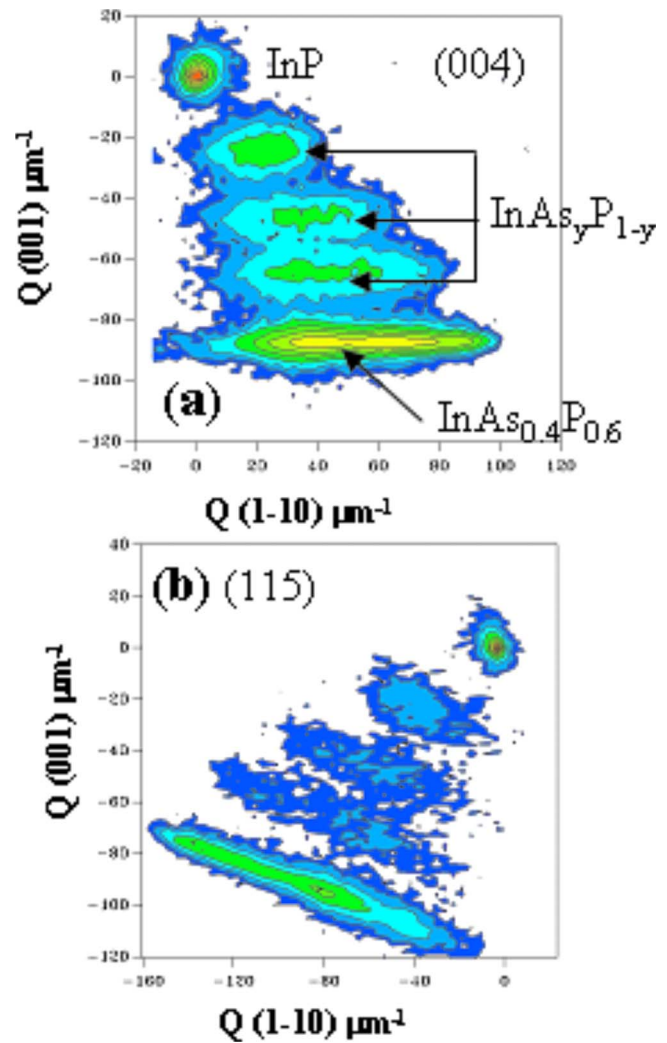 20
0
-20
-40
-60
-80
-100
-120
-20 0 20 40 60 80 100 120
Q (001) μm-1
Q (1-10) μm-1
InP (004)
InAsyP1-y
InAs0.4P0.6
(a)
40
20
0
-20
-40
-60
-80
-100
-120
-160 -120 -80 -40 0
Q (001) μm-1
Q (1-10) μm-1
(b) (115)